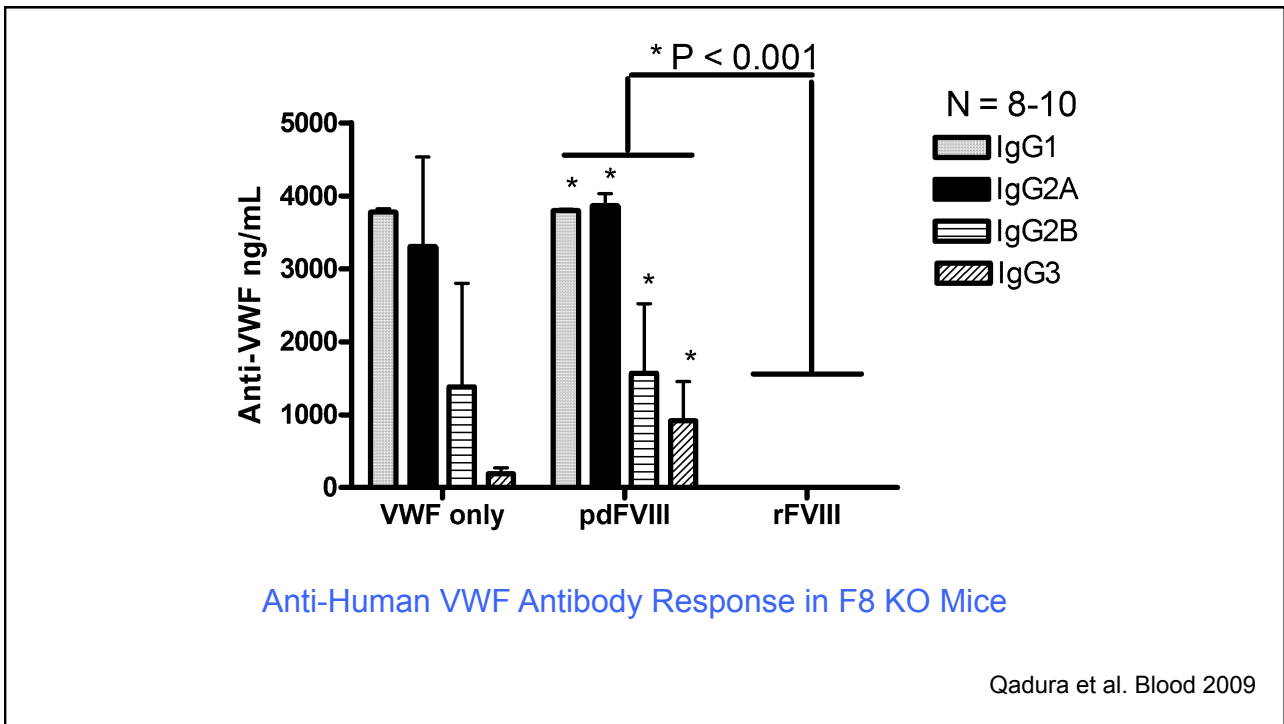 * P < 0.001
N = 8-10
IgG1
IgG2A
IgG2B
IgG3
Anti-VWF ng/mL
5000
4000
3000
2000
1000
0
* *
*
*
VWF only pdFVIII rFVIII
Anti-Human VWF Antibody Response in F8 KO Mice
Qadura et al. Blood 2009